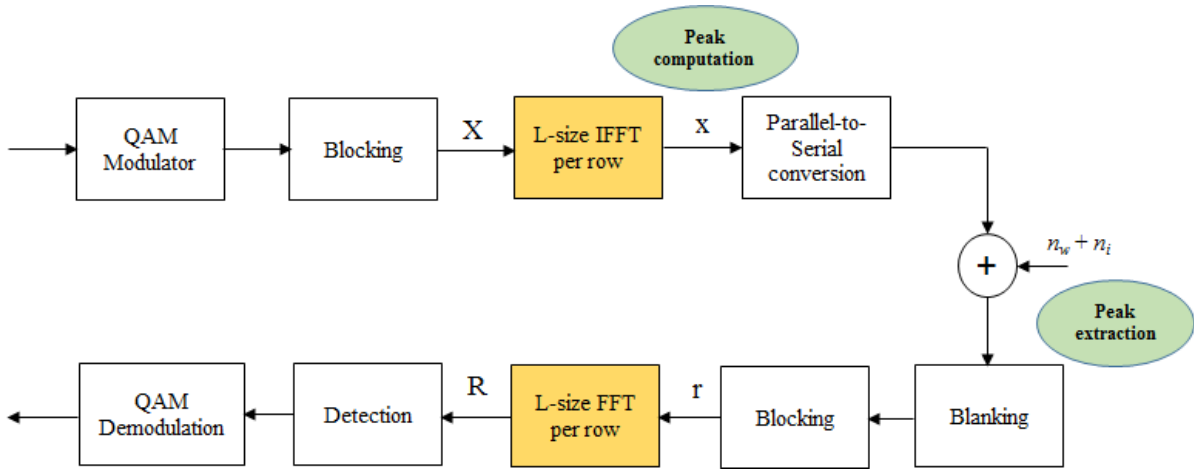 Peak
computation
QAM
Modulator
Blocking
X
L-size IFFT
per row
x
Parallel-to-
Serial
conversion
+
n_w + n_i
Peak
extraction
QAM
Demodulation
Detection
R
L-size FFT
per row
r
Blocking
Blanking